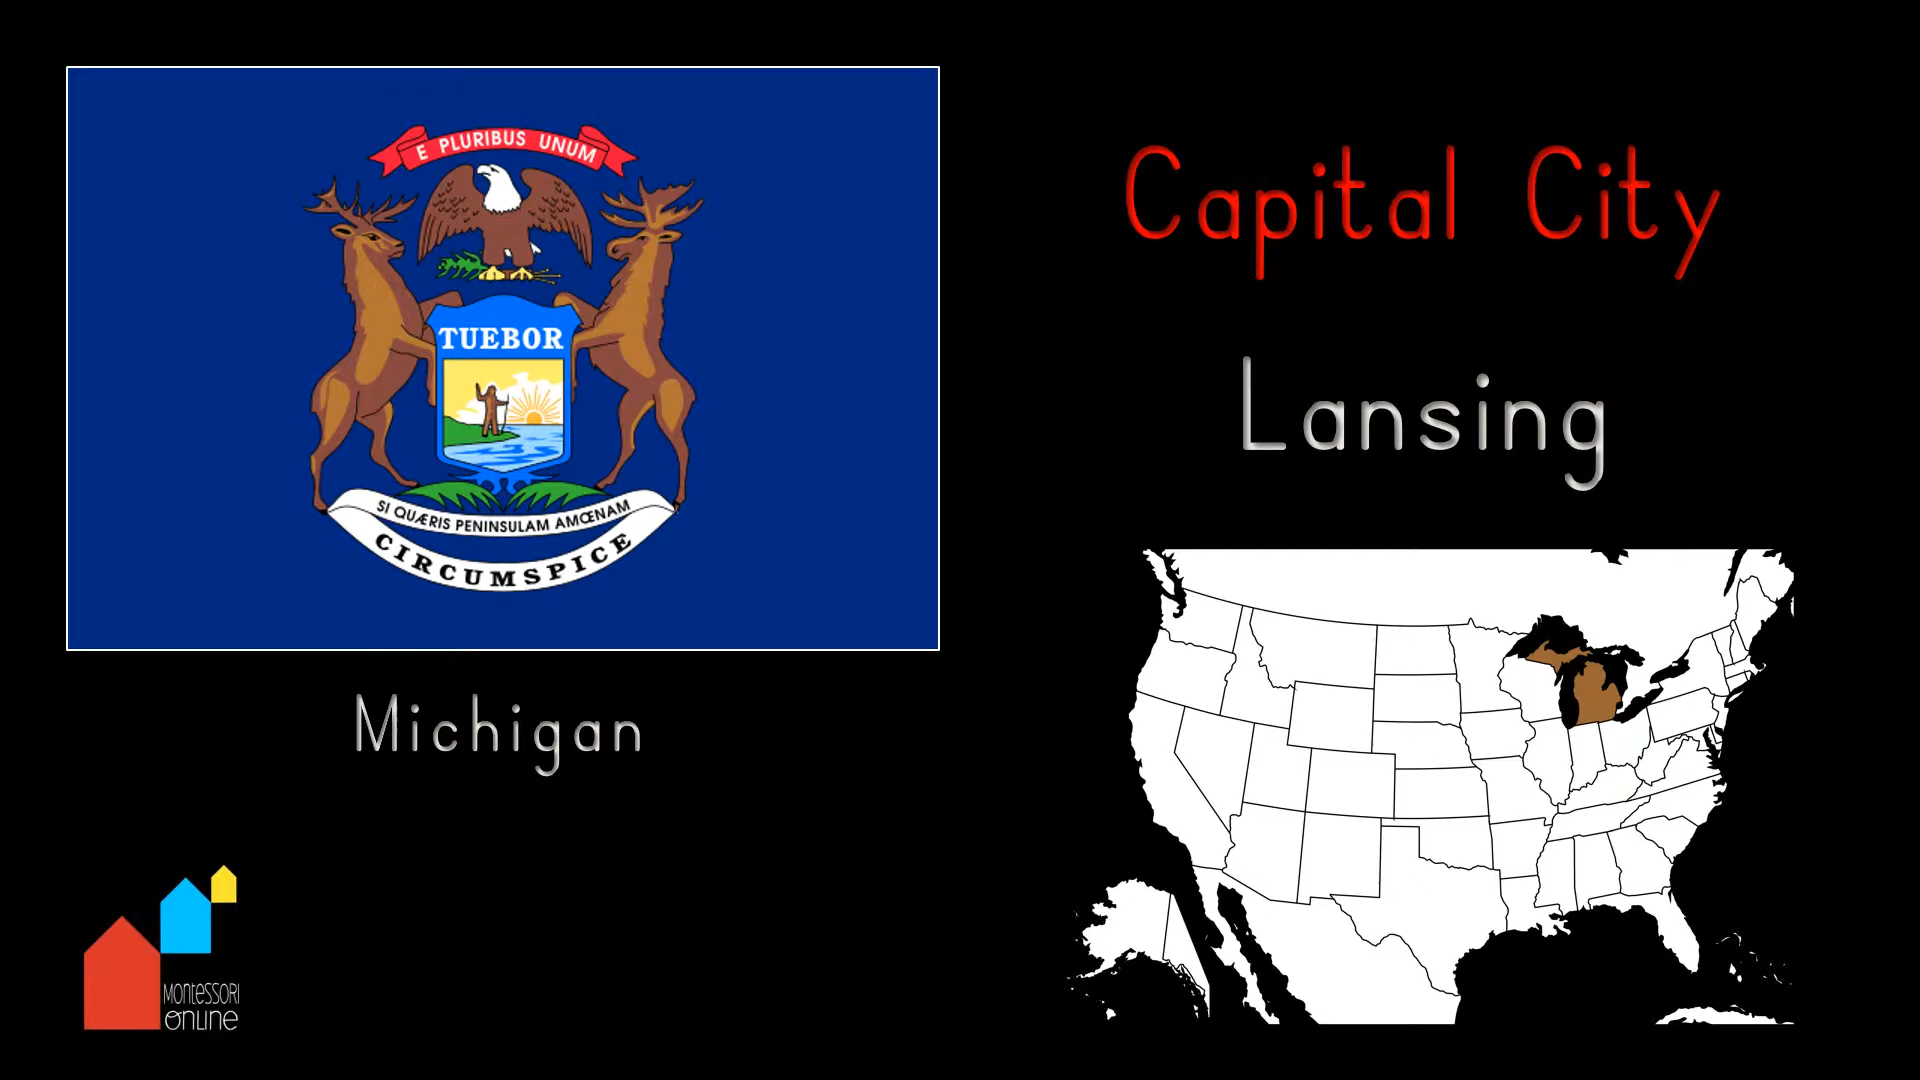 E PLURIBUS UNUM
TUEBOR
SI QUÆRIS PENINSULAM AMŒNAM
CIRCUMSPICE
Michigan
Capital City
Lansing
MONTESSORI
ONLINE